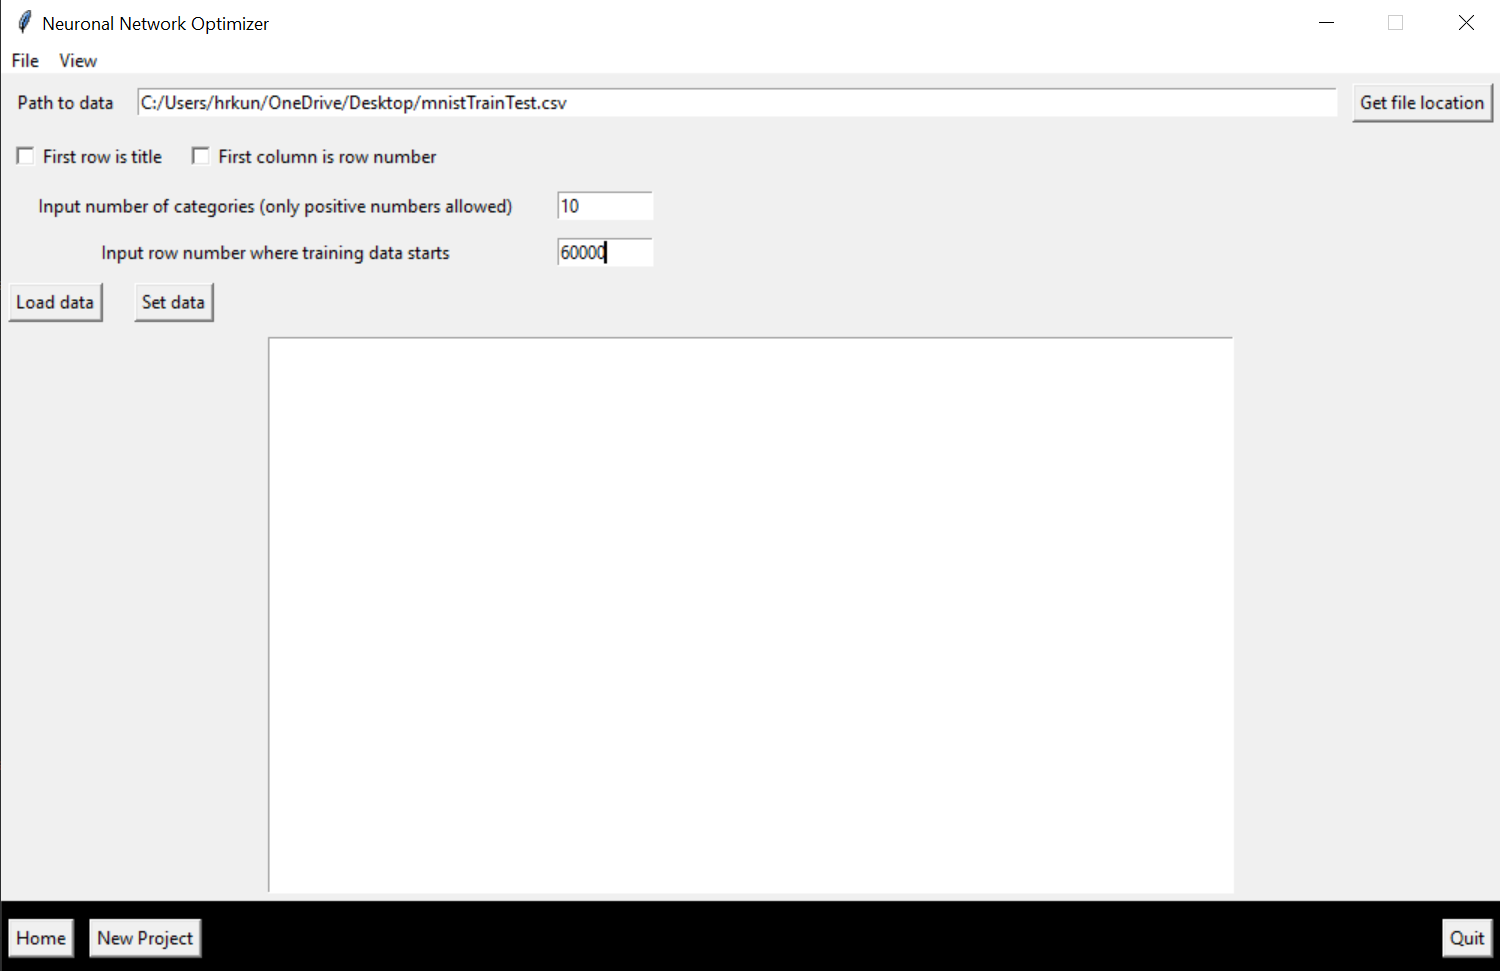 Neuronal Network Optimizer
File View
Path to data C:/Users/hrkun/OneDrive/Desktop/mnistTrainTest.csv Get file location
First row is title First column is row number
Input number of categories (only positive numbers allowed) 10
Input row number where training data starts 60000
Load data Set data
Home New Project Quit